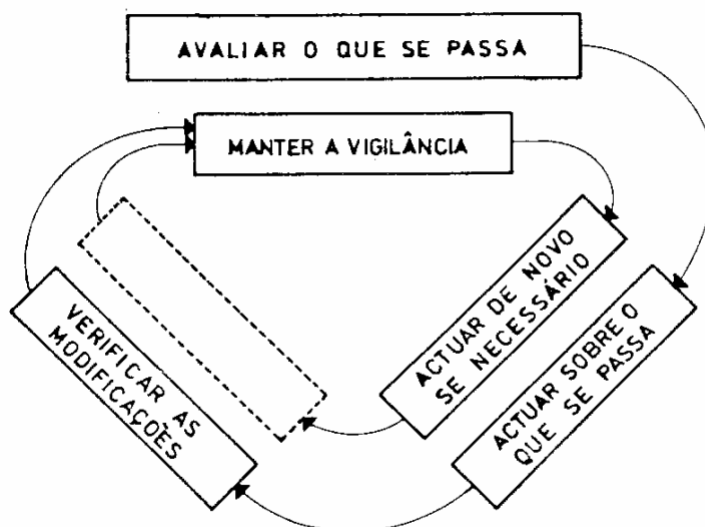 AVALIAR O QUE SE PASSA
MANTER A VIGILÂNCIA
ACTUAR DE NOVO
SE NECESSÁRIO
ACTUAR SOBRE O
QUE SE PASSA
VERIFICAR AS
MODIFICAÇÕES